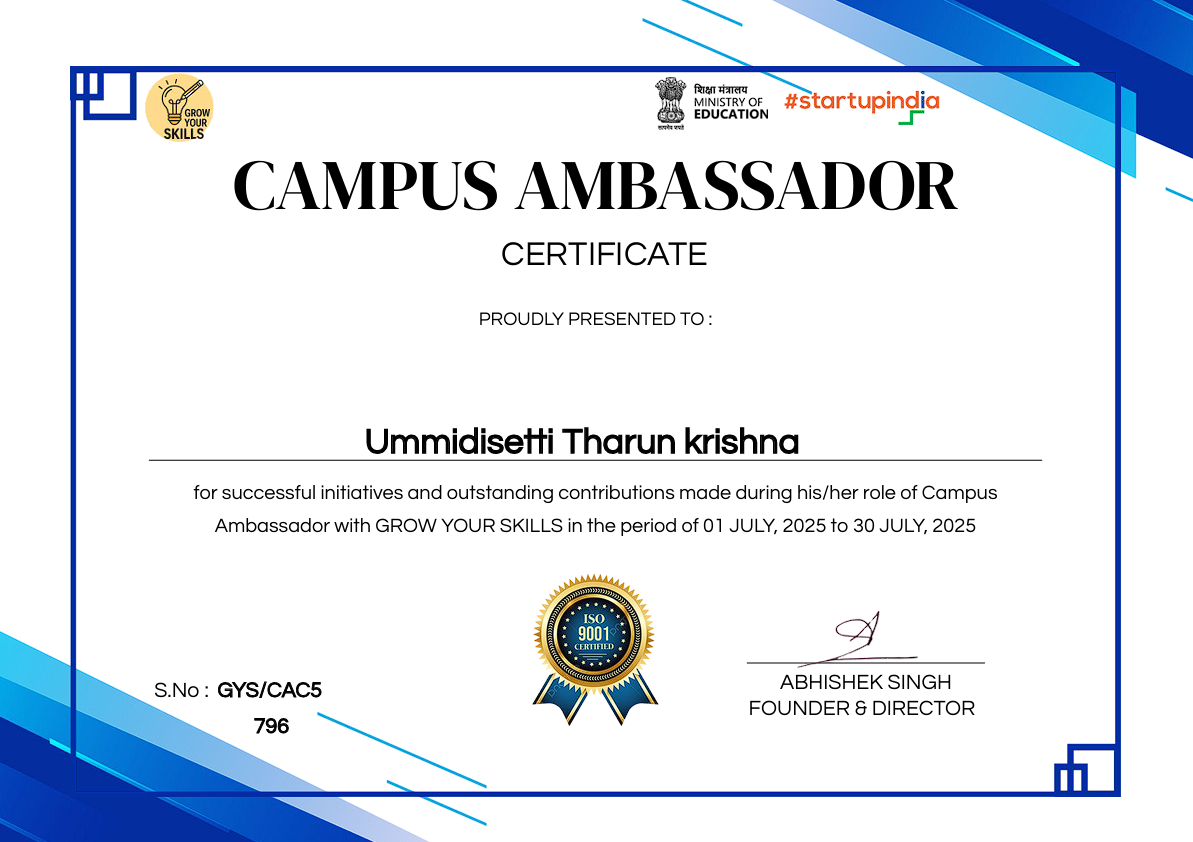 GROW
YOUR
SKILLS
शिक्षा मंत्रालय
MINISTRY OF
EDUCATION
सत्यमेव जयते
#startupindia
CAMPUS AMBASSADOR
CERTIFICATE
PROUDLY PRESENTED TO :
Ummidisetti Tharun krishna
for successful initiatives and outstanding contributions made during his/her role of Campus
Ambassador with GROW YOUR SKILLS in the period of 01 JULY, 2025 to 30 JULY, 2025
ISO
9001
CERTIFIED
ABHISHEK SINGH
FOUNDER & DIRECTOR
S.No : GYS/CAC5
796